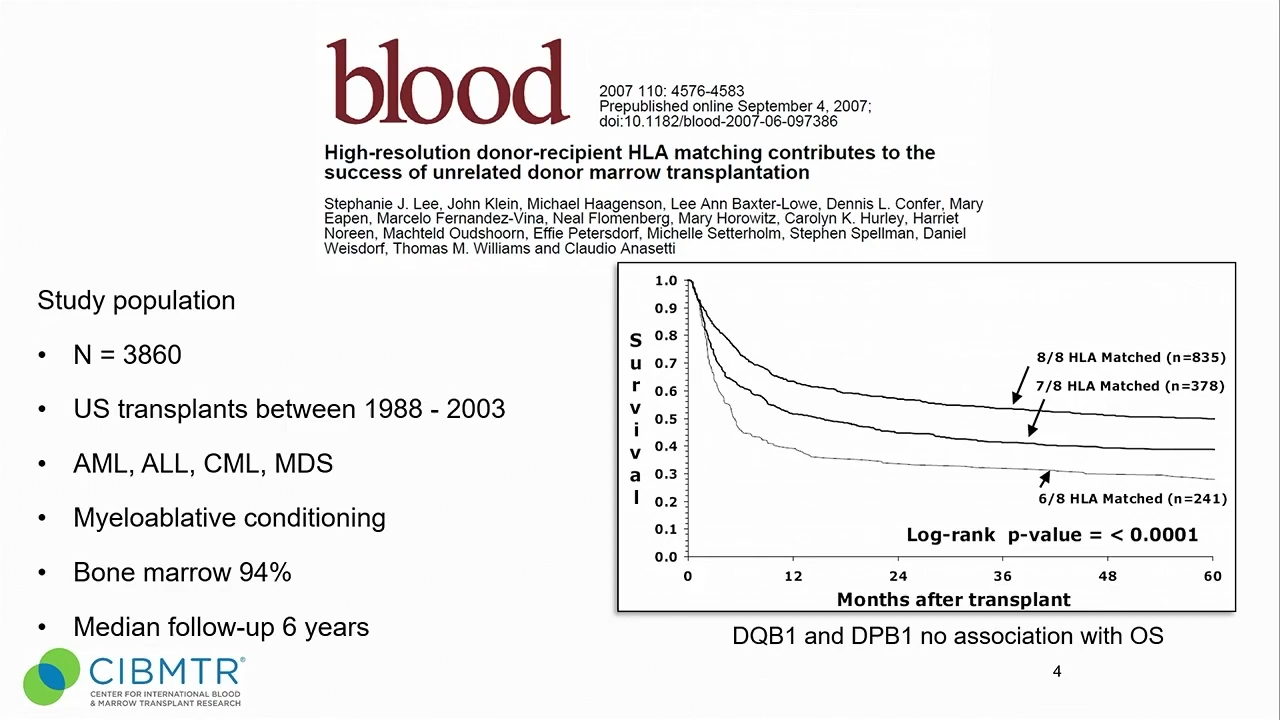 blood
2007 110: 4576-4583
Prepublished online September 4, 2007;
doi:10.1182/blood-2007-06-097386
High-resolution donor-recipient HLA matching contributes to the
success of unrelated donor marrow transplantation
Stephanie J. Lee, John Klein, Michael Haagenson, Lee Ann Baxter-Lowe, Dennis L. Confer, Mary
Eapen, Marcelo Fernandez-Vina, Neal Flomenberg, Mary Horowitz, Carolyn K. Hurley, Harriet
Noreen, Machteld Oudshoorn, Effie Petersdorf, Michelle Setterholm, Stephen Spellman, Daniel
Weisdorf, Thomas M. Williams and Claudio Anasetti
Study population
• N = 3860
• US transplants between 1988 - 2003
• AML, ALL, CML, MDS
• Myeloablative conditioning
• Bone marrow 94%
• Median follow-up 6 years
Survival
1.0
0.9
0.8
0.7
0.6
0.5
0.4
0.3
0.2
0.1
0.0
8/8 HLA Matched (n=835)
7/8 HLA Matched (n=378)
6/8 HLA Matched (n=241)
Log-rank p-value = < 0.0001
0 12 24 36 48 60
Months after transplant
DQB1 and DPB1 no association with OS
CIBMTR®
CENTER FOR INTERNATIONAL BLOOD
& MARROW TRANSPLANT RESEARCH
4